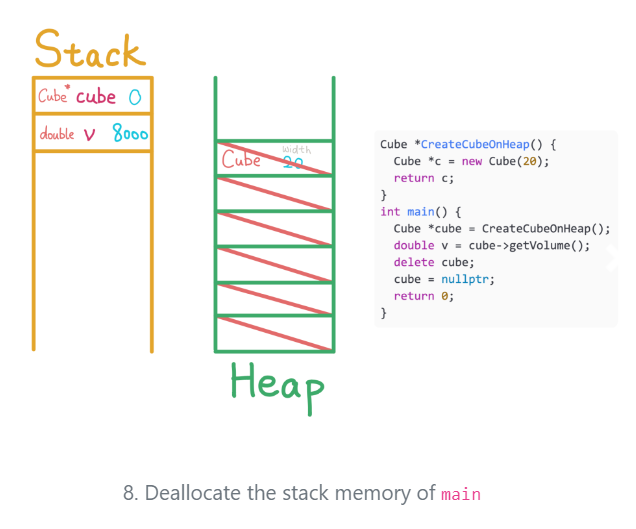 Stack
Cube* cube 0
double v 8000
Width
Cube 20
Heap
Cube *CreateCubeOnHeap() {
  Cube *c = new Cube(20);
  return c;
}
int main() {
  Cube *cube = CreateCubeOnHeap();
  double v = cube->getVolume();
  delete cube;
  cube = nullptr;
  return 0;
}
8. Deallocate the stack memory of main